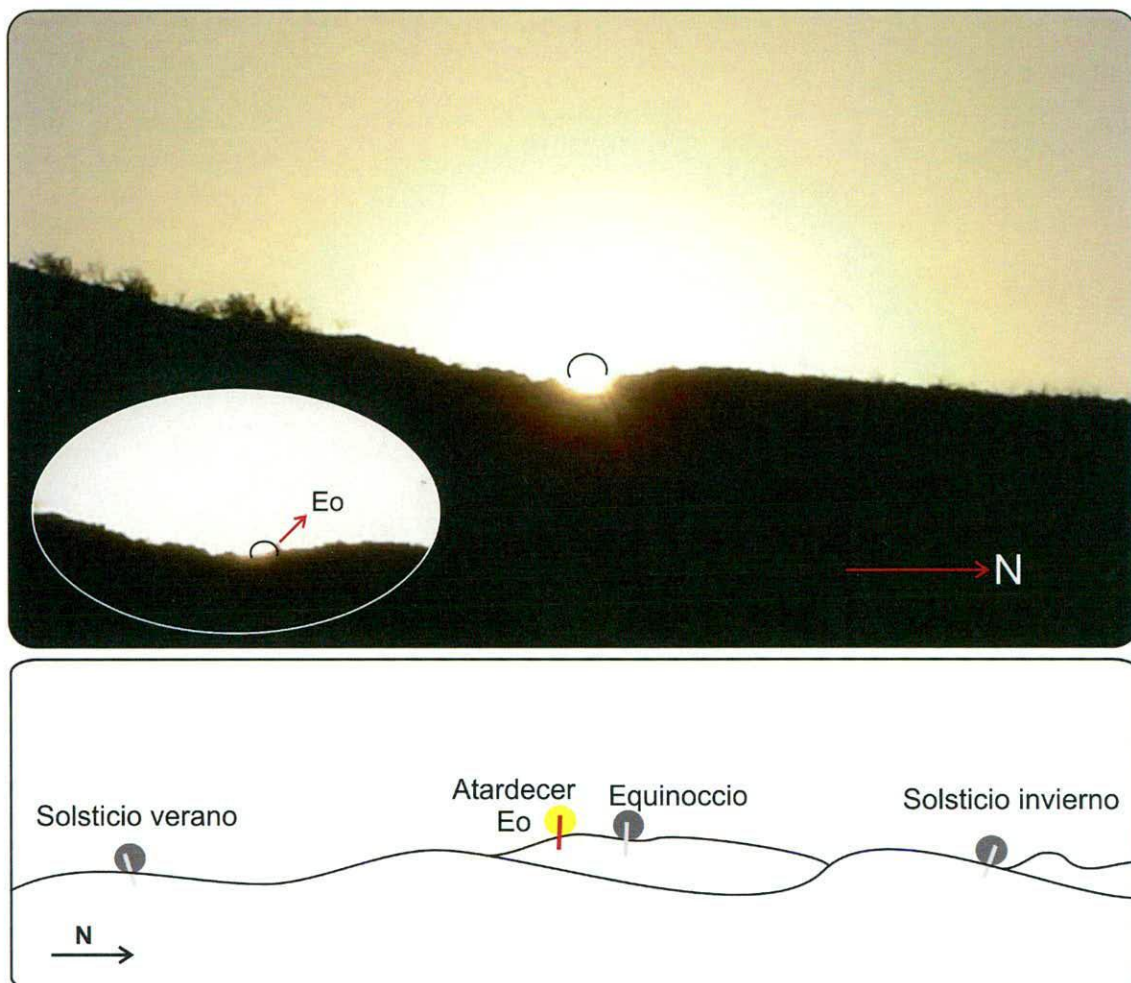 Eo
N
Solsticio verano
Atardecer
Eo
Equinoccio
Solsticio invierno
N